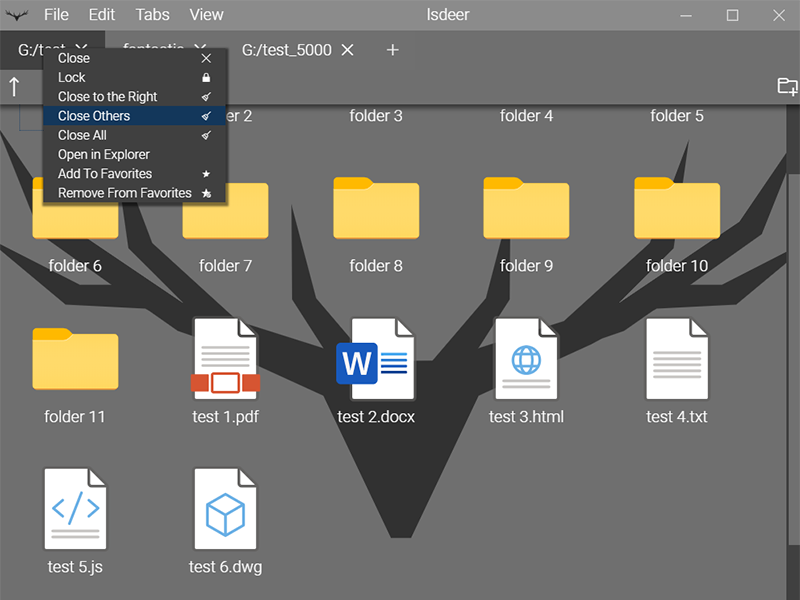 File Edit Tabs View lsdeer
G:/test G:/test_5000
Close
Lock
Close to the Right
Close Others
Close All
Open in Explorer
Add To Favorites
Remove From Favorites
er 2 folder 3 folder 4 folder 5
folder 6 folder 7 folder 8 folder 9 folder 10
W
folder 11 test 1.pdf test 2.docx test 3.html test 4.txt
</>
test 5.js test 6.dwg